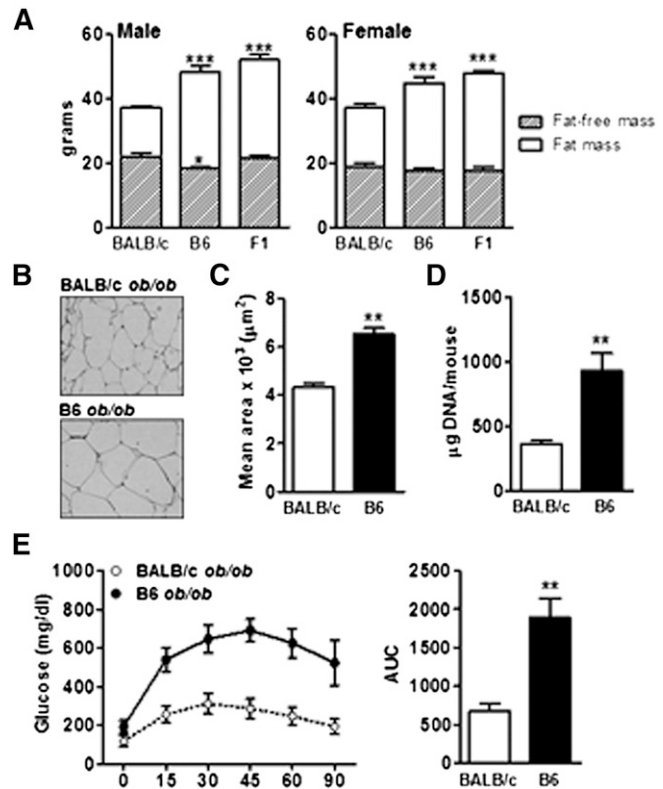 A
Male
Female
60
40
20
0
grams
***
***
*
BALB/c
B6
F1
60
40
20
0
***
***
BALB/c
B6
F1
Fat-free mass
Fat mass
B
BALB/c ob/ob
B6 ob/ob
C
8
6
4
2
0
Mean area x 10³ (µm²)
**
BALB/c
B6
D
1500
1000
500
0
µg DNA/mouse
**
BALB/c
B6
E
BALB/c ob/ob
B6 ob/ob
1000
800
600
400
200
0
Glucose (mg/dl)
0 15 30 45 60 90
2500
2000
1500
1000
500
0
AUC
**
BALB/c
B6